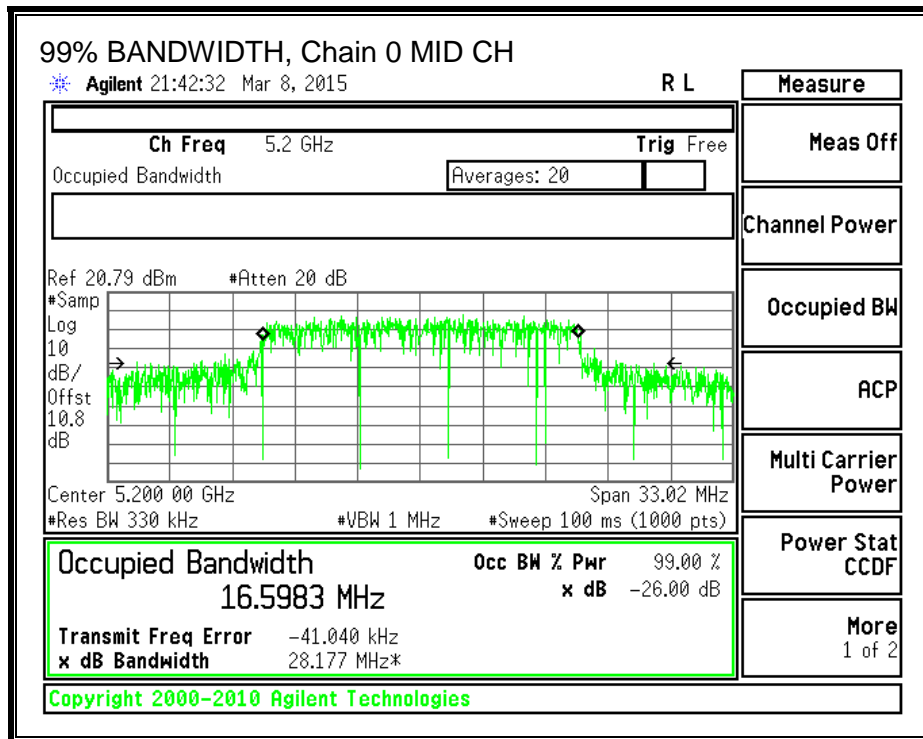 99% BANDWIDTH, Chain 0 MID CH
Agilent 21:42:32 Mar 8, 2015 R L
Ch Freq 5.2 GHz Trig Free
Occupied Bandwidth Averages: 20
Ref 20.79 dBm #Atten 20 dB
#Samp
Log
10
dB/
Offst
10.8
dB
Center 5.200 00 GHz Span 33.02 MHz
#Res BW 330 kHz #VBW 1 MHz #Sweep 100 ms (1000 pts)
Occupied Bandwidth Occ BW % Pwr 99.00 %
16.5983 MHz x dB -26.00 dB
Transmit Freq Error -41.040 kHz
x dB Bandwidth 28.177 MHz*
Copyright 2000-2010 Agilent Technologies
Measure
Meas Off
Channel Power
Occupied BW
ACP
Multi Carrier
Power
Power Stat
CCDF
More
1 of 2